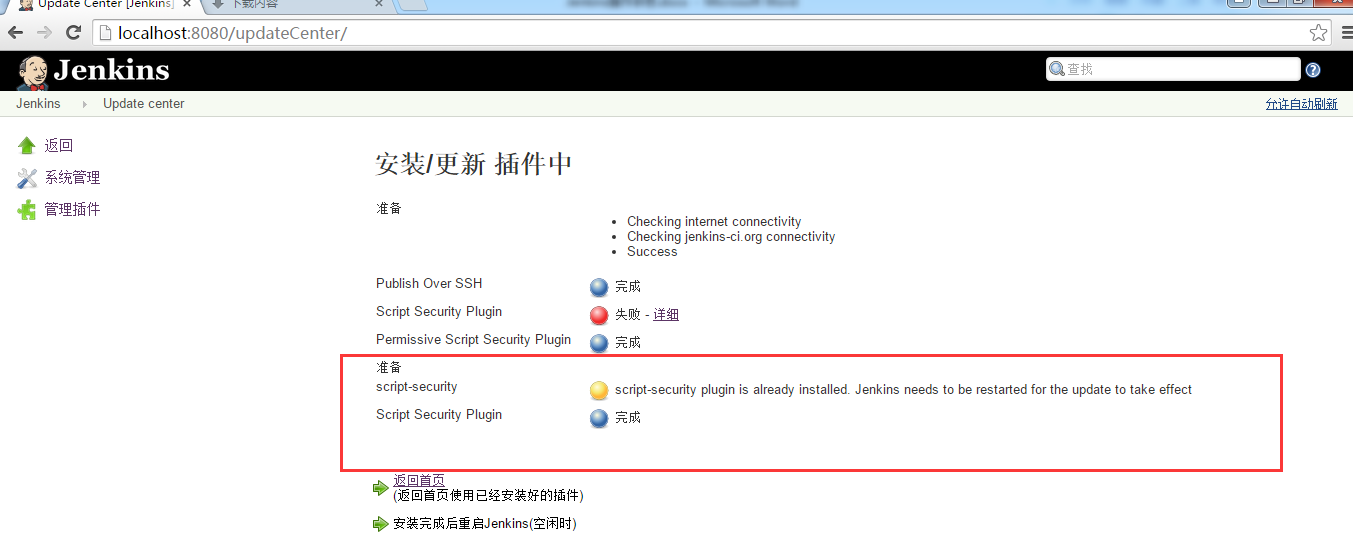 Update Center [Jenkins]
下载内容
Microsoft Word
localhost:8080/updateCenter/
Jenkins
查找
Jenkins
Update center
允许自动刷新
返回
系统管理
管理插件
安装/更新 插件中
准备
Checking internet connectivity
Checking jenkins-ci.org connectivity
Success
Publish Over SSH
完成
Script Security Plugin
失败 - 详细
Permissive Script Security Plugin
完成
准备
script-security
script-security plugin is already installed. Jenkins needs to be restarted for the update to take effect
Script Security Plugin
完成
返回首页
(返回首页使用已经安装好的插件)
安装完成后重启Jenkins(空闲时)